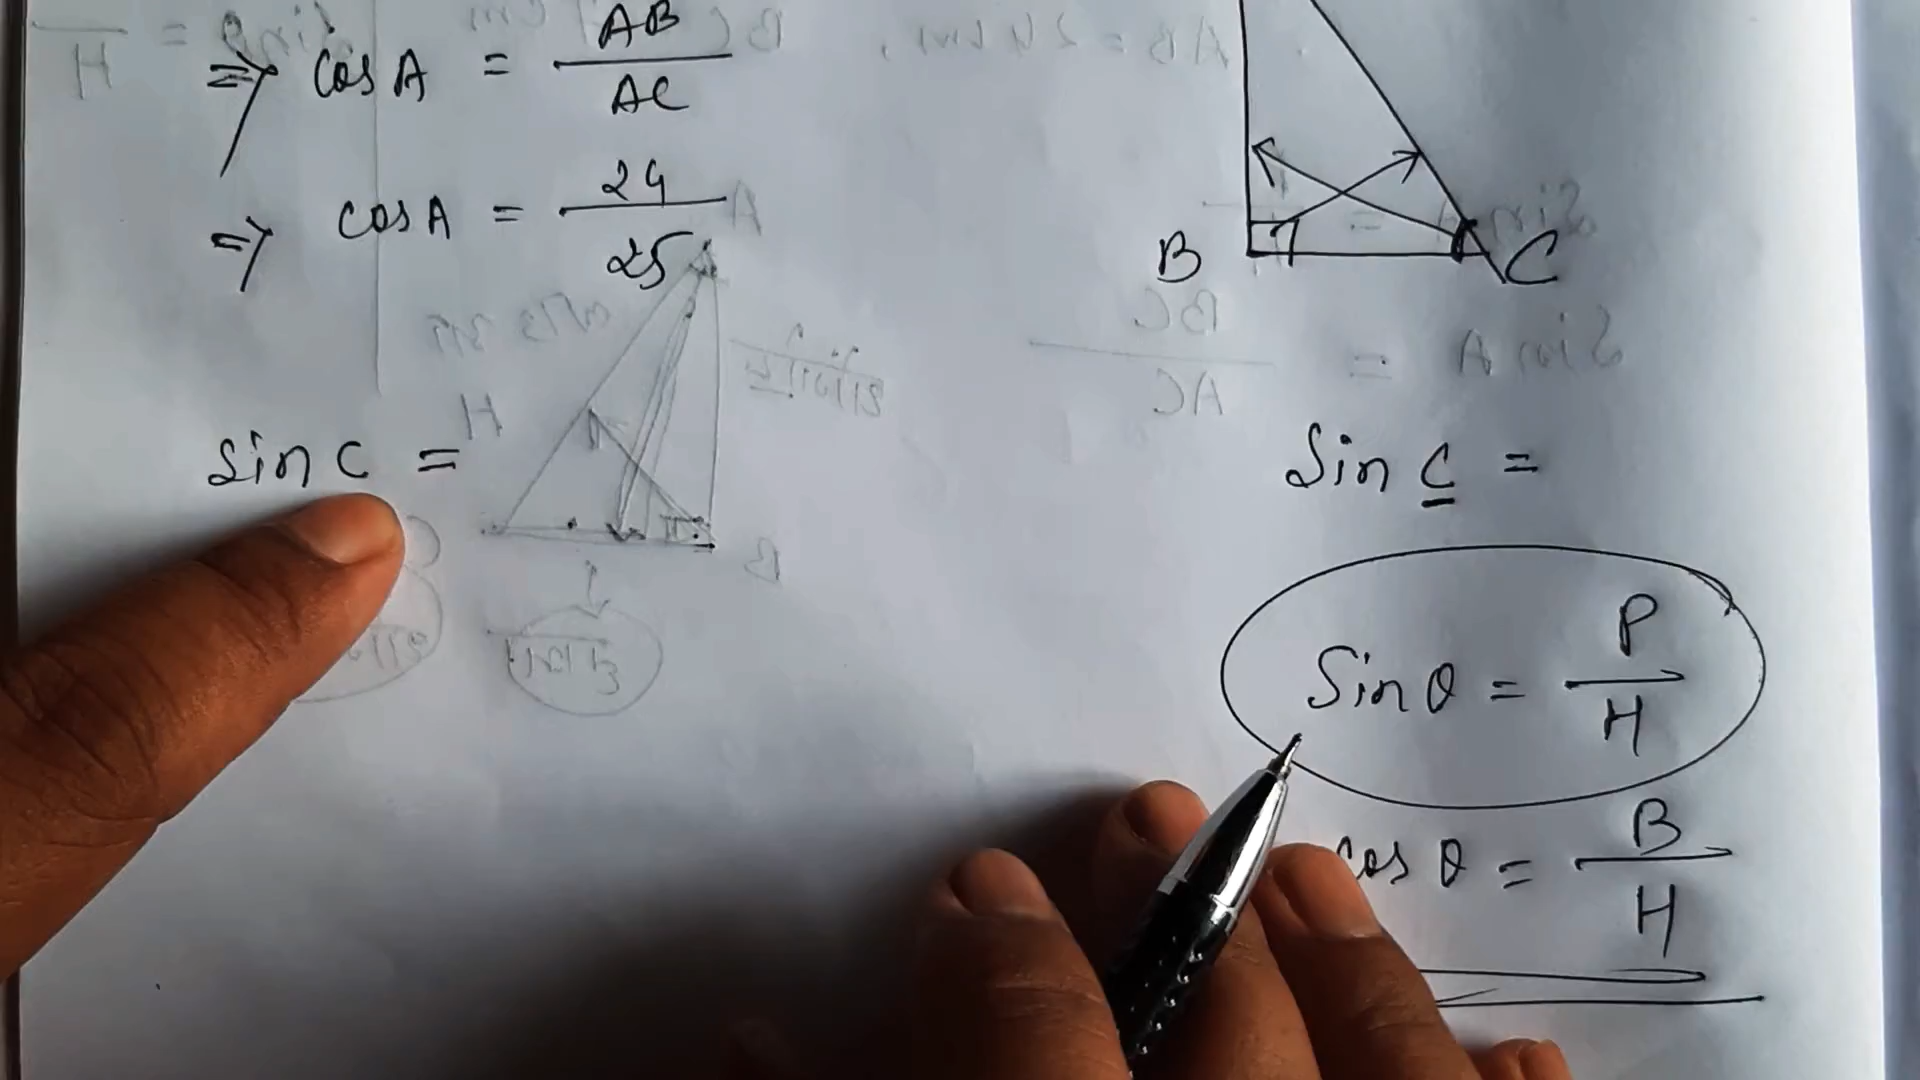 => cos A = AB / AC
=> cos A = 24 / 25
B C
Sin C =
Sin C =
Sin θ = P / H
cos θ = B / H